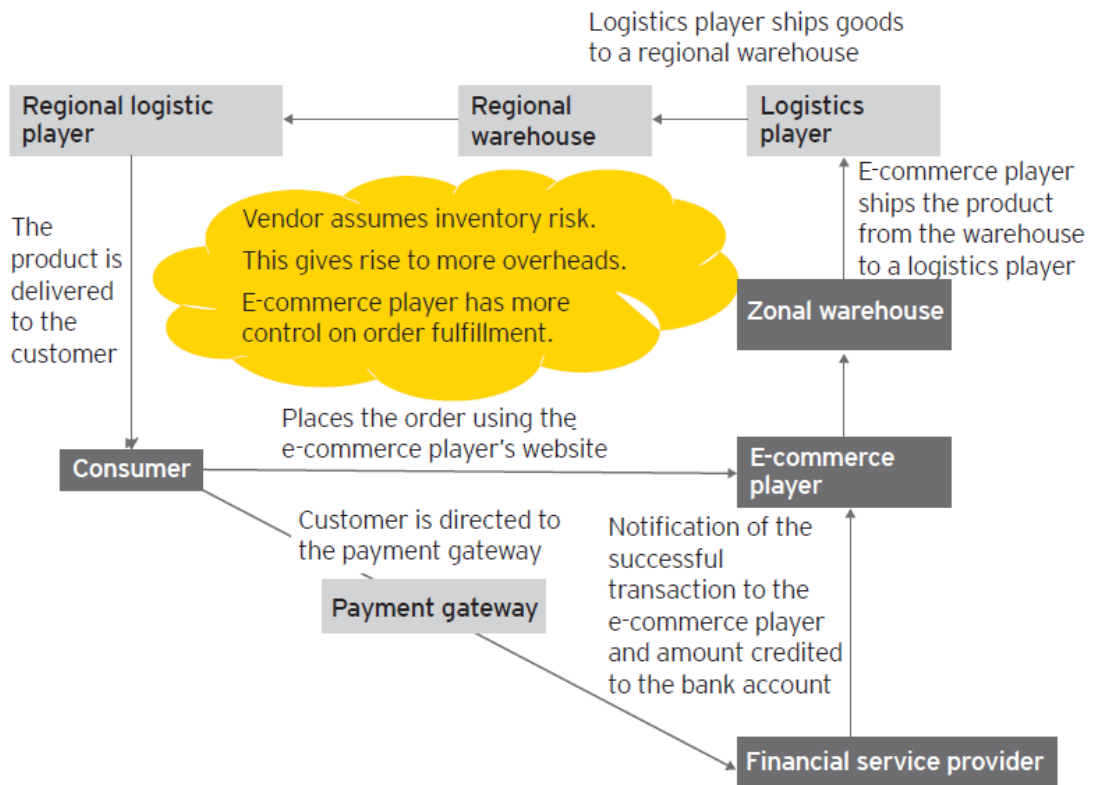 Logistics player ships goods
to a regional warehouse
Regional logistic
player
Regional
warehouse
Logistics
player
E-commerce player
ships the product
from the warehouse
to a logistics player
The
product is
delivered
to the
customer
Vendor assumes inventory risk.
This gives rise to more overheads.
E-commerce player has more
control on order fulfillment.
Zonal warehouse
Places the order using the
e-commerce player's website
Consumer
E-commerce
player
Customer is directed to
the payment gateway
Payment gateway
Notification of the
successful
transaction to the
e-commerce player
and amount credited
to the bank account
Financial service provider